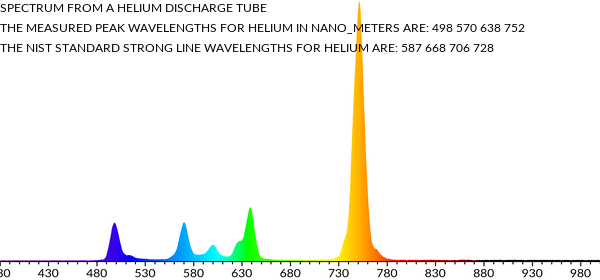 SPECTRUM FROM A HELIUM DISCHARGE TUBE
THE MEASURED PEAK WAVELENGTHS FOR HELIUM IN NANO_METERS ARE: 498 570 638 752
THE NIST STANDARD STRONG LINE WAVELENGTHS FOR HELIUM ARE: 587 668 706 728
80 430 480 530 580 630 680 730 780 830 880 930 980